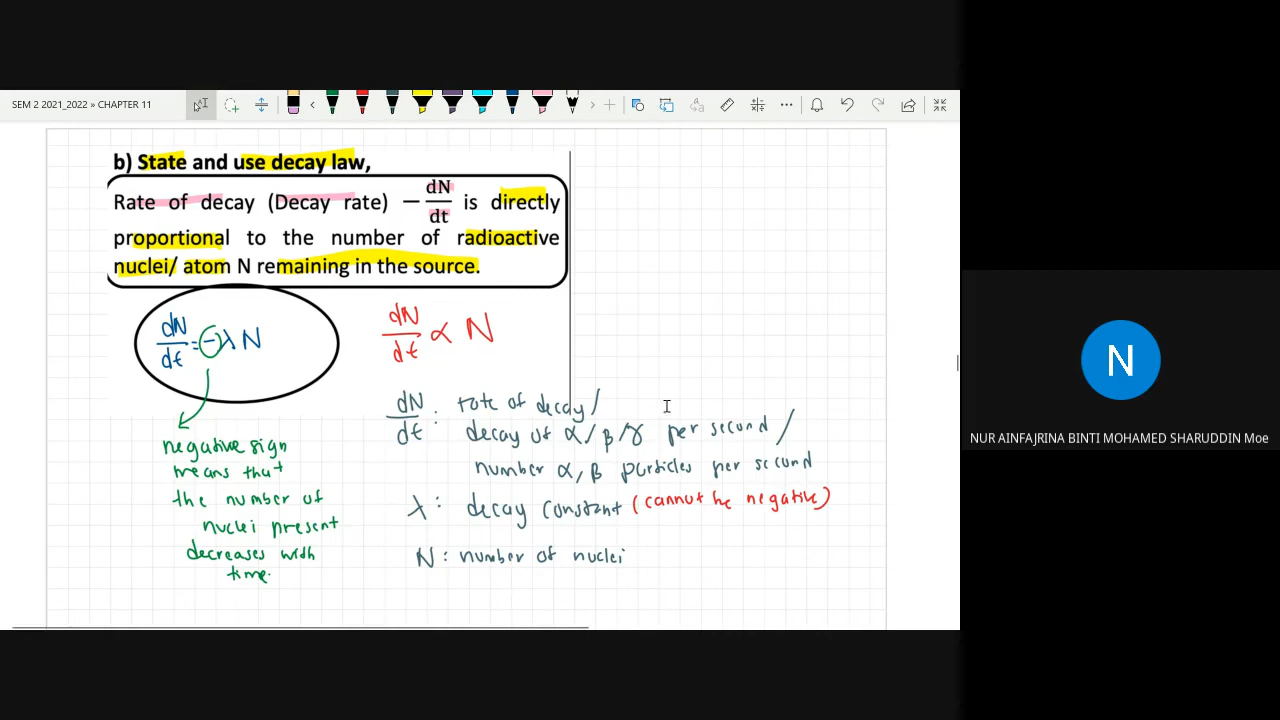 SEM 2 2021_2022 » CHAPTER 11
b) State and use decay law,
Rate of decay (Decay rate) − dN/dt is directly
proportional to the number of radioactive
nuclei/ atom N remaining in the source.
dN/dt = −λN
dN/dt ∝ N
negative sign
means that
the number of
nuclei present
decreases with
time.
dN/dt : rate of decay /
decay of α/β/γ per second /
number α, β particles per second
λ : decay constant (cannot be negative)
N : number of nuclei
N
NUR AINFAJRINA BINTI MOHAMED SHARUDDIN Moe